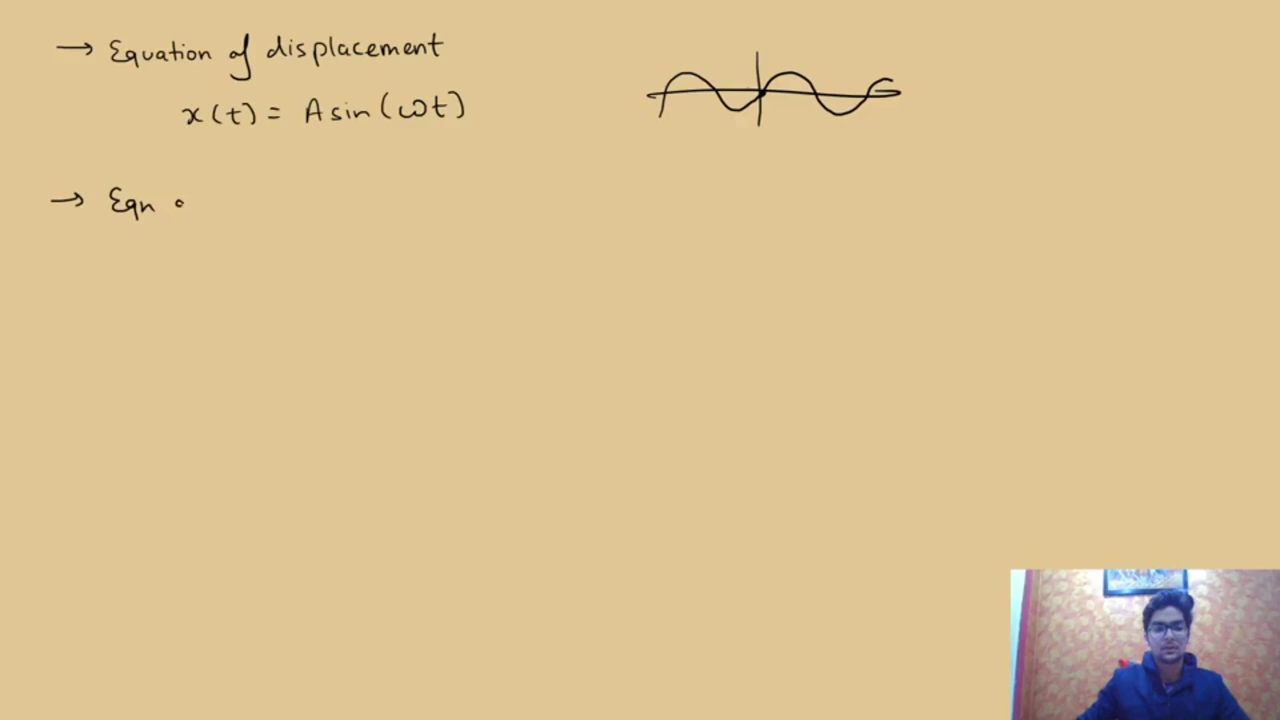 → Equation of displacement
x(t) = A sin(ωt)
→ Eqn